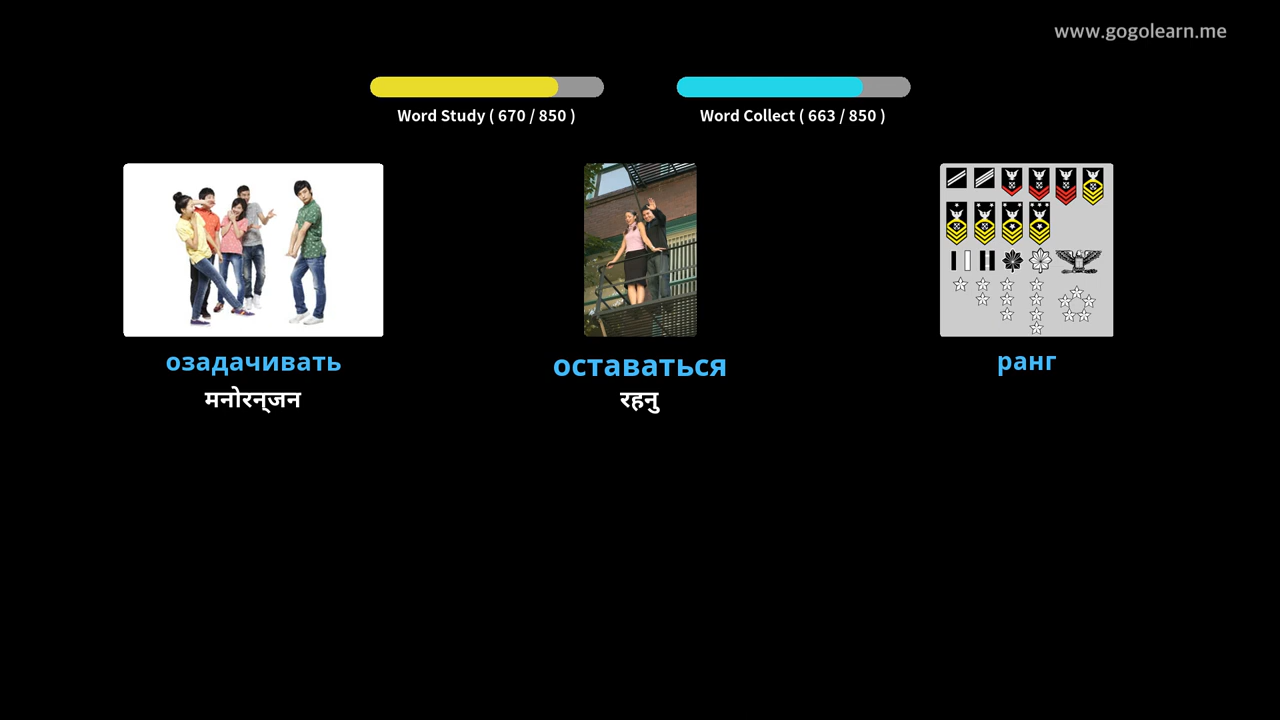 www.gogolearn.me
Word Study ( 670 / 850 )
Word Collect ( 663 / 850 )
озадачивать
оставаться
ранг
मनोरन्‌जन
रहनु